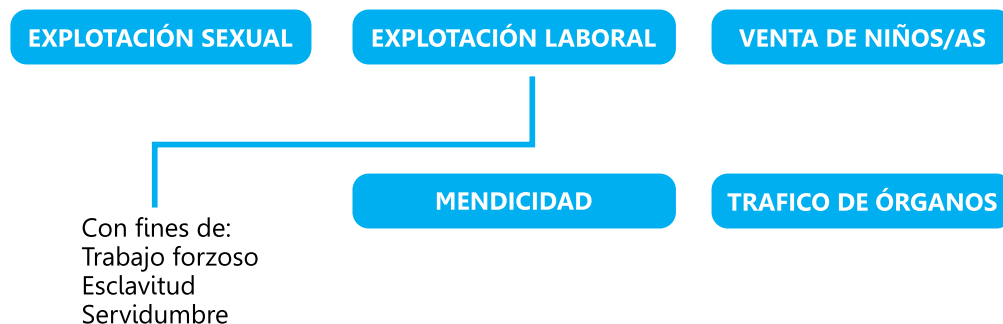 EXPLOTACIÓN SEXUAL
EXPLOTACIÓN LABORAL
VENTA DE NIÑOS/AS
MENDICIDAD
TRAFICO DE ÓRGANOS
Con fines de:
Trabajo forzoso
Esclavitud
Servidumbre